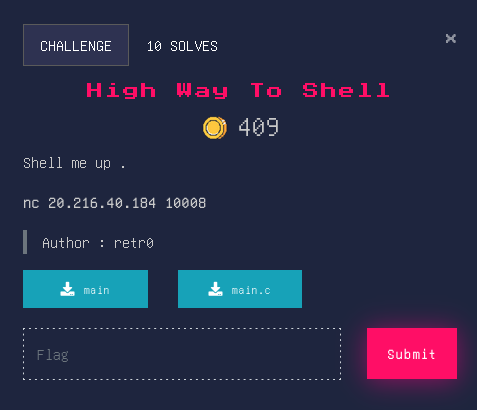 CHALLENGE
10 SOLVES
×
High Way To Shell
409
Shell me up .
nc 20.216.40.184 10008
Author : retr0
main
main.c
Flag
Submit